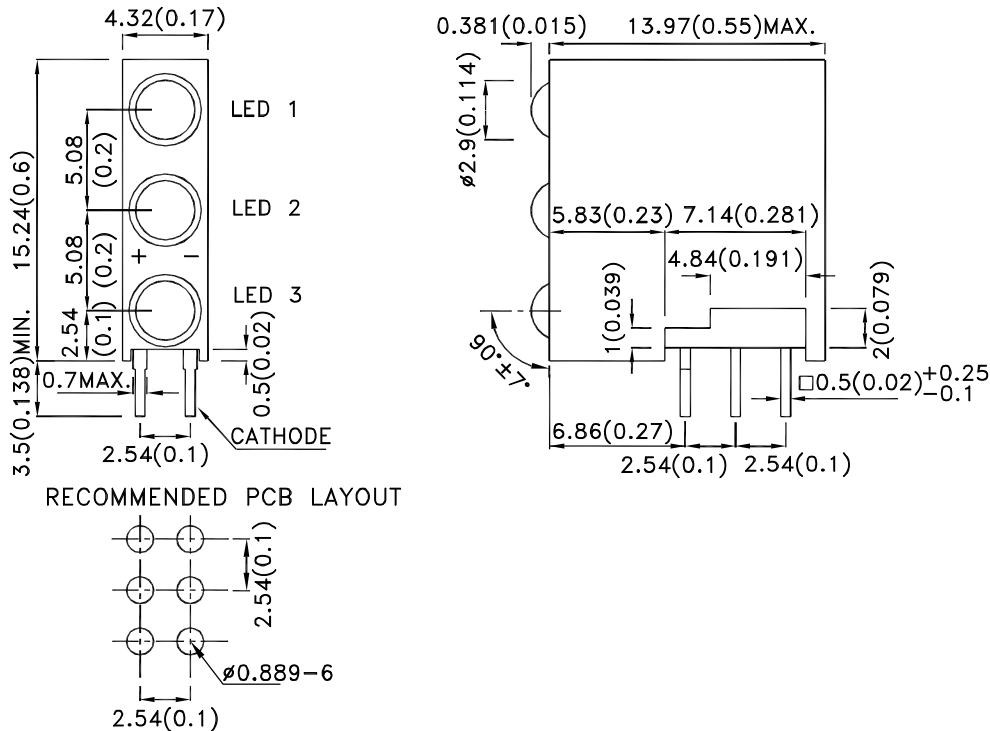 4.32(0.17)
LED 1
5.08
(0.2)
LED 2
5.08
(0.2)
+ −
LED 3
2.54
(0.1)
15.24(0.6)
3.5(0.138)MIN.
0.7MAX.
0.5(0.02)
CATHODE
2.54(0.1)
0.381(0.015)
13.97(0.55)MAX.
ø2.9(0.114)
5.83(0.23)
7.14(0.281)
4.84(0.191)
1(0.039)
2(0.079)
90°±7°
□0.5(0.02)+0.25
−0.1
6.86(0.27)
2.54(0.1)
2.54(0.1)
RECOMMENDED PCB LAYOUT
2.54(0.1)
ø0.889−6
2.54(0.1)